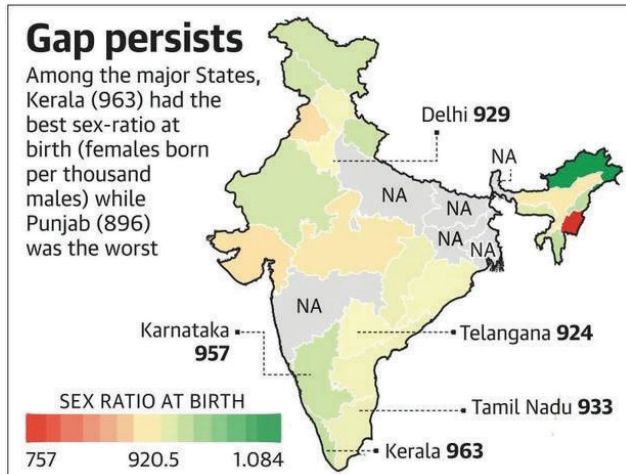 Gap persists
Among the major States,
Kerala (963) had the
best sex-ratio at
birth (females born
per thousand
males) while
Punjab (896)
was the worst
Delhi 929
NA
NA
NA
NA
NA
NA
Karnataka
957
Telangana 924
Tamil Nadu 933
Kerala 963
SEX RATIO AT BIRTH
757 920.5 1.084